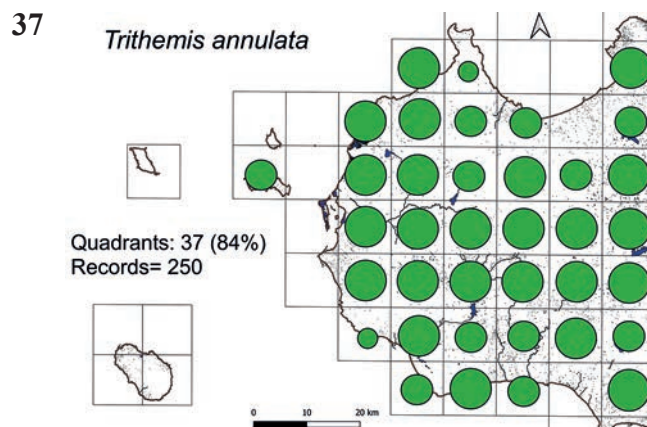 37
Trithemis annulata
Quadrants: 37 (84%)
Records= 250
0 10 20 km